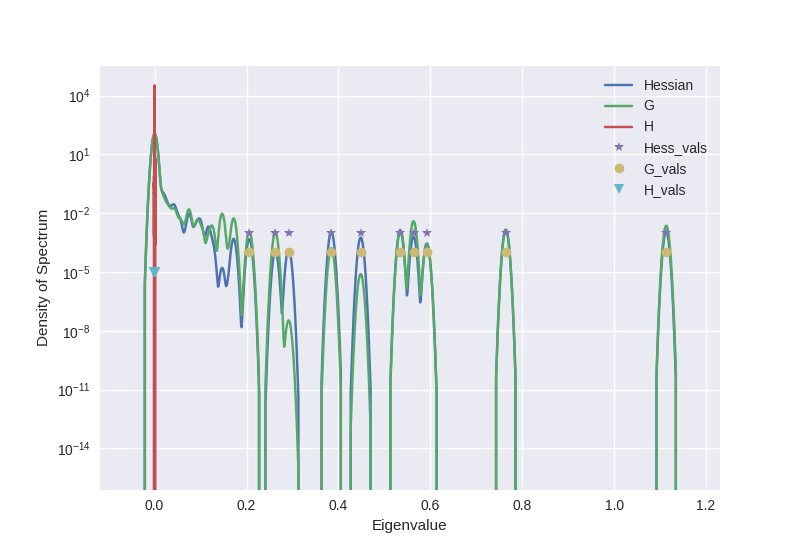 10^4
10^1
10^-2
10^-5
10^-8
10^-11
10^-14
Density of Spectrum
Hessian
G
H
Hess_vals
G_vals
H_vals
0.0 0.2 0.4 0.6 0.8 1.0 1.2
Eigenvalue